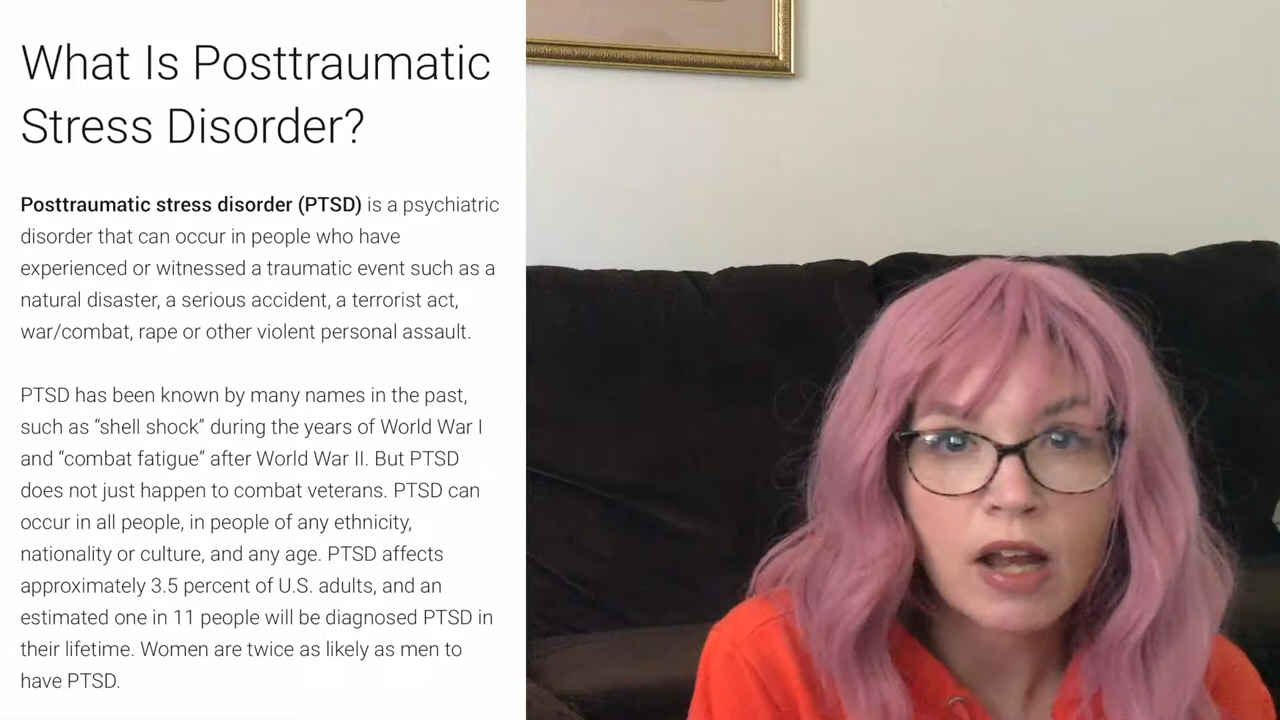 What Is Posttraumatic
Stress Disorder?
Posttraumatic stress disorder (PTSD) is a psychiatric
disorder that can occur in people who have
experienced or witnessed a traumatic event such as a
natural disaster, a serious accident, a terrorist act,
war/combat, rape or other violent personal assault.
PTSD has been known by many names in the past,
such as “shell shock” during the years of World War I
and “combat fatigue” after World War II. But PTSD
does not just happen to combat veterans. PTSD can
occur in all people, in people of any ethnicity,
nationality or culture, and any age. PTSD affects
approximately 3.5 percent of U.S. adults, and an
estimated one in 11 people will be diagnosed PTSD in
their lifetime. Women are twice as likely as men to
have PTSD.